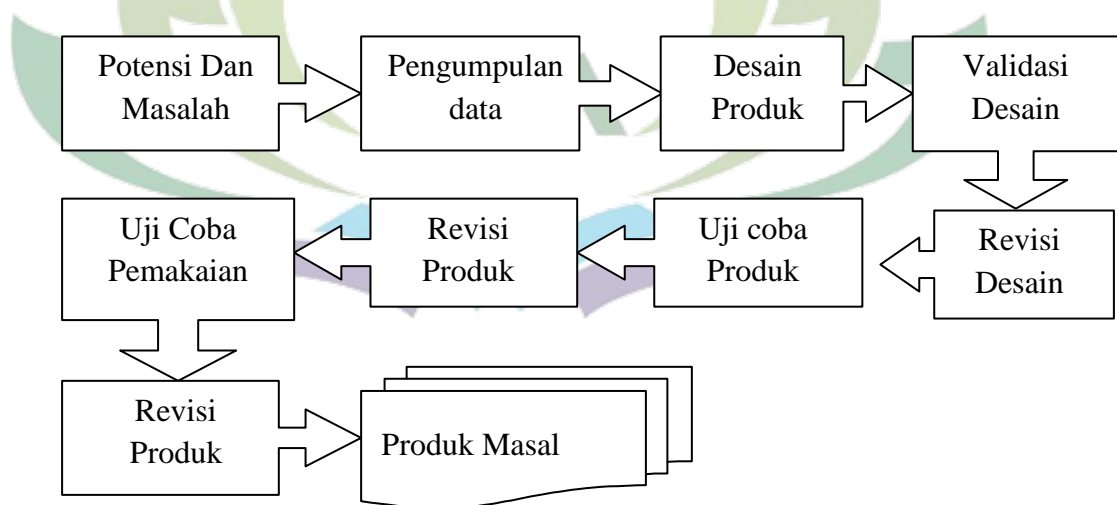 Potensi Dan
Masalah
Pengumpulan
data
Desain
Produk
Validasi
Desain
Revisi
Desain
Uji coba
Produk
Revisi
Produk
Uji Coba
Pemakaian
Revisi
Produk
Produk Masal